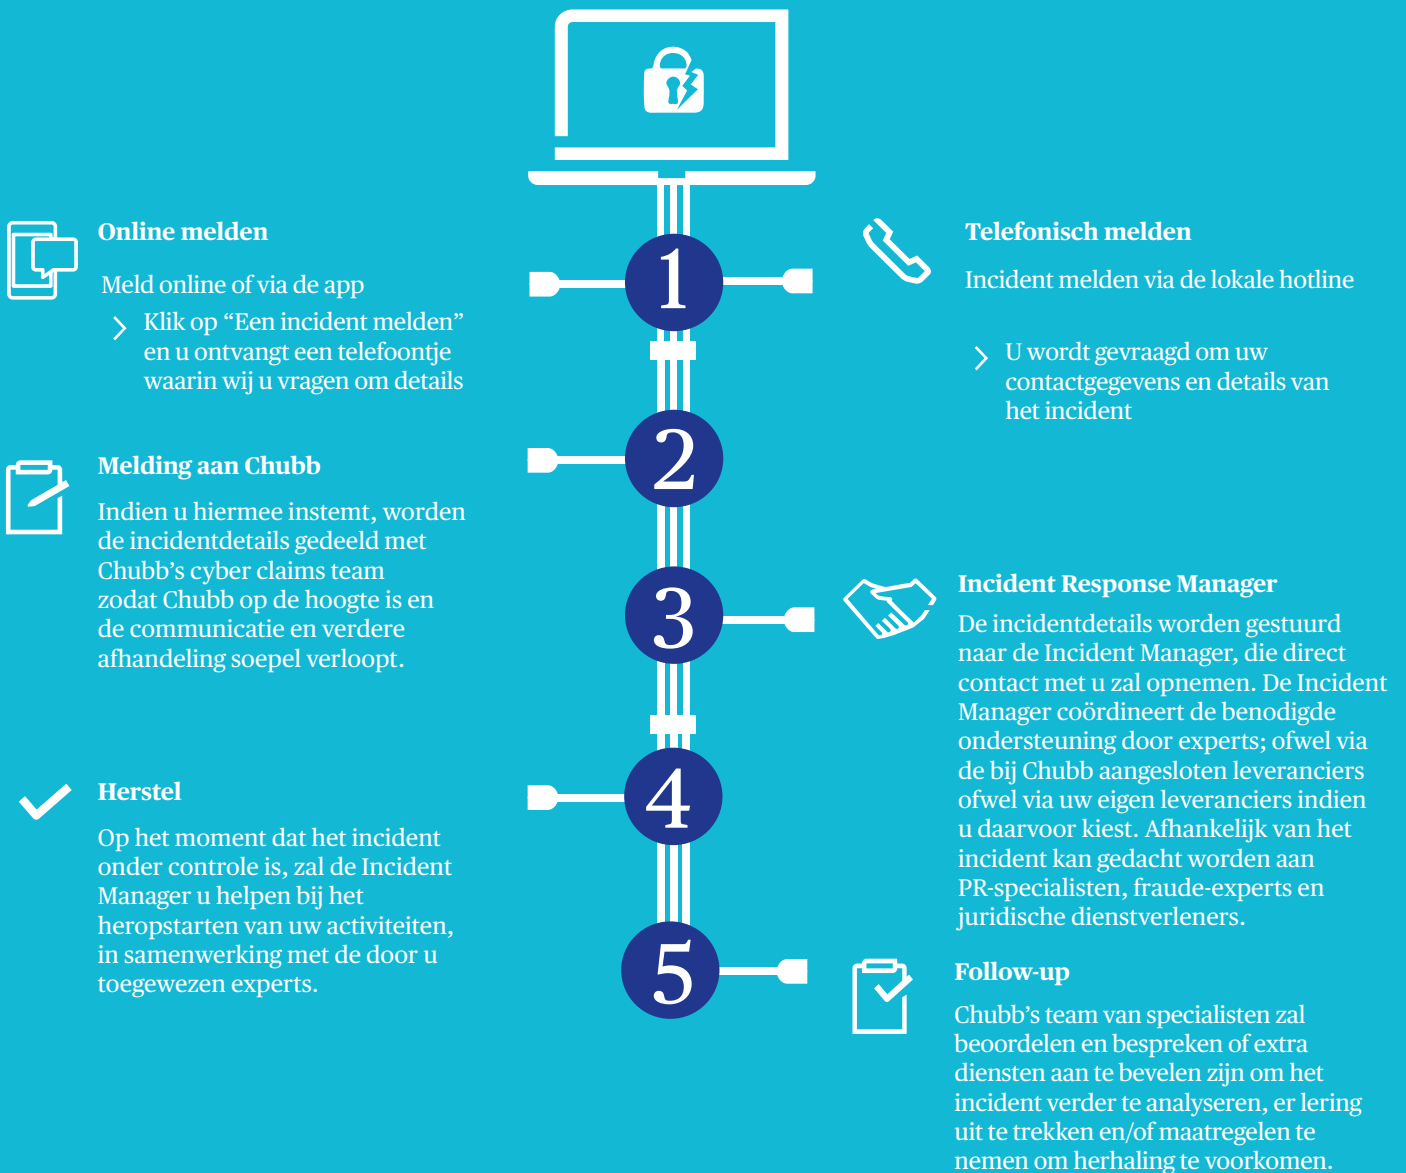 1
Online melden
Meld online of via de app
Klik op “Een incident melden”
en u ontvangt een telefoontje
waarin wij u vragen om details
Telefonisch melden
Incident melden via de lokale hotline
U wordt gevraagd om uw
contactgegevens en details van
het incident
2
Melding aan Chubb
Indien u hiermee instemt, worden
de incidentdetails gedeeld met
Chubb’s cyber claims team
zodat Chubb op de hoogte is en
de communicatie en verdere
afhandeling soepel verloopt.
3
Incident Response Manager
De incidentdetails worden gestuurd
naar de Incident Manager, die direct
contact met u zal opnemen. De Incident
Manager coördineert de benodigde
ondersteuning door experts; ofwel via
de bij Chubb aangesloten leveranciers
ofwel via uw eigen leveranciers indien
u daarvoor kiest. Afhankelijk van het
incident kan gedacht worden aan
PR-specialisten, fraude-experts en
juridische dienstverleners.
4
Herstel
Op het moment dat het incident
onder controle is, zal de Incident
Manager u helpen bij het
heropstarten van uw activiteiten,
in samenwerking met de door u
toegewezen experts.
5
Follow-up
Chubb’s team van specialisten zal
beoordelen en bespreken of extra
diensten aan te bevelen zijn om het
incident verder te analyseren, er lering
uit te trekken en/of maatregelen te
nemen om herhaling te voorkomen.